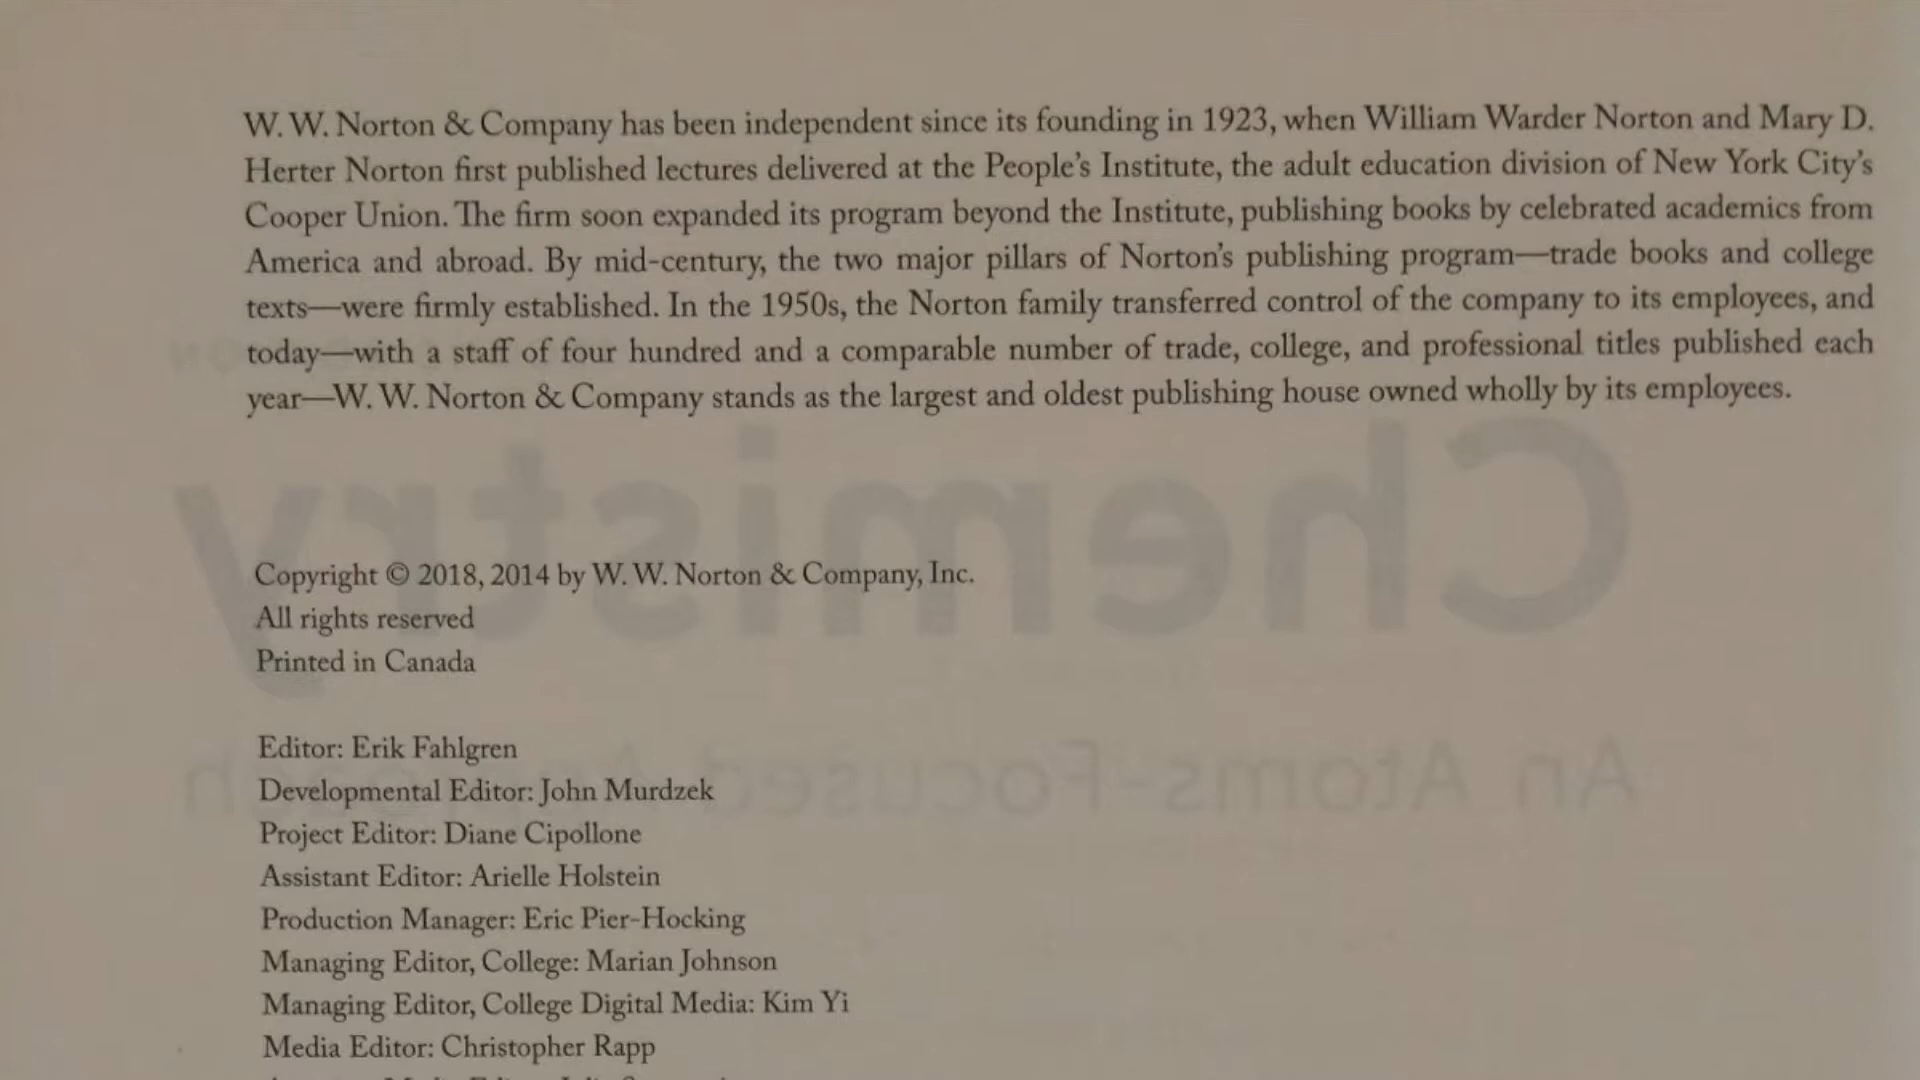 W. W. Norton & Company has been independent since its founding in 1923, when William Warder Norton and Mary D.
Herter Norton first published lectures delivered at the People's Institute, the adult education division of New York City's
Cooper Union. The firm soon expanded its program beyond the Institute, publishing books by celebrated academics from
America and abroad. By mid-century, the two major pillars of Norton's publishing program—trade books and college
texts—were firmly established. In the 1950s, the Norton family transferred control of the company to its employees, and
today—with a staff of four hundred and a comparable number of trade, college, and professional titles published each
year—W. W. Norton & Company stands as the largest and oldest publishing house owned wholly by its employees.
Chemistry
Copyright © 2018, 2014 by W. W. Norton & Company, Inc.
All rights reserved
Printed in Canada
An Atoms-Focused Approach
Editor: Erik Fahlgren
Developmental Editor: John Murdzek
Project Editor: Diane Cipollone
Assistant Editor: Arielle Holstein
Production Manager: Eric Pier-Hocking
Managing Editor, College: Marian Johnson
Managing Editor, College Digital Media: Kim Yi
Media Editor: Christopher Rapp